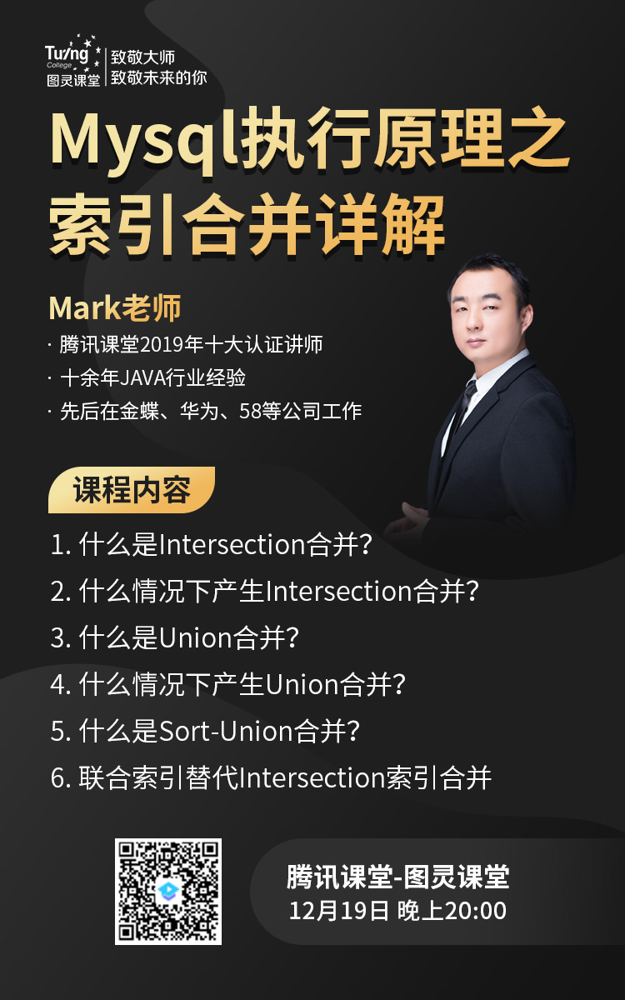 Tuling
College
图灵课堂
致敬大师
致敬未来的你
Mysql执行原理之
索引合并详解
Mark老师
· 腾讯课堂2019年十大认证讲师
· 十余年JAVA行业经验
· 先后在金蝶、华为、58等公司工作
课程内容
1. 什么是Intersection合并？
2. 什么情况下产生Intersection合并？
3. 什么是Union合并？
4. 什么情况下产生Union合并？
5. 什么是Sort-Union合并？
6. 联合索引替代Intersection索引合并
腾讯课堂-图灵课堂
12月19日 晚上20:00